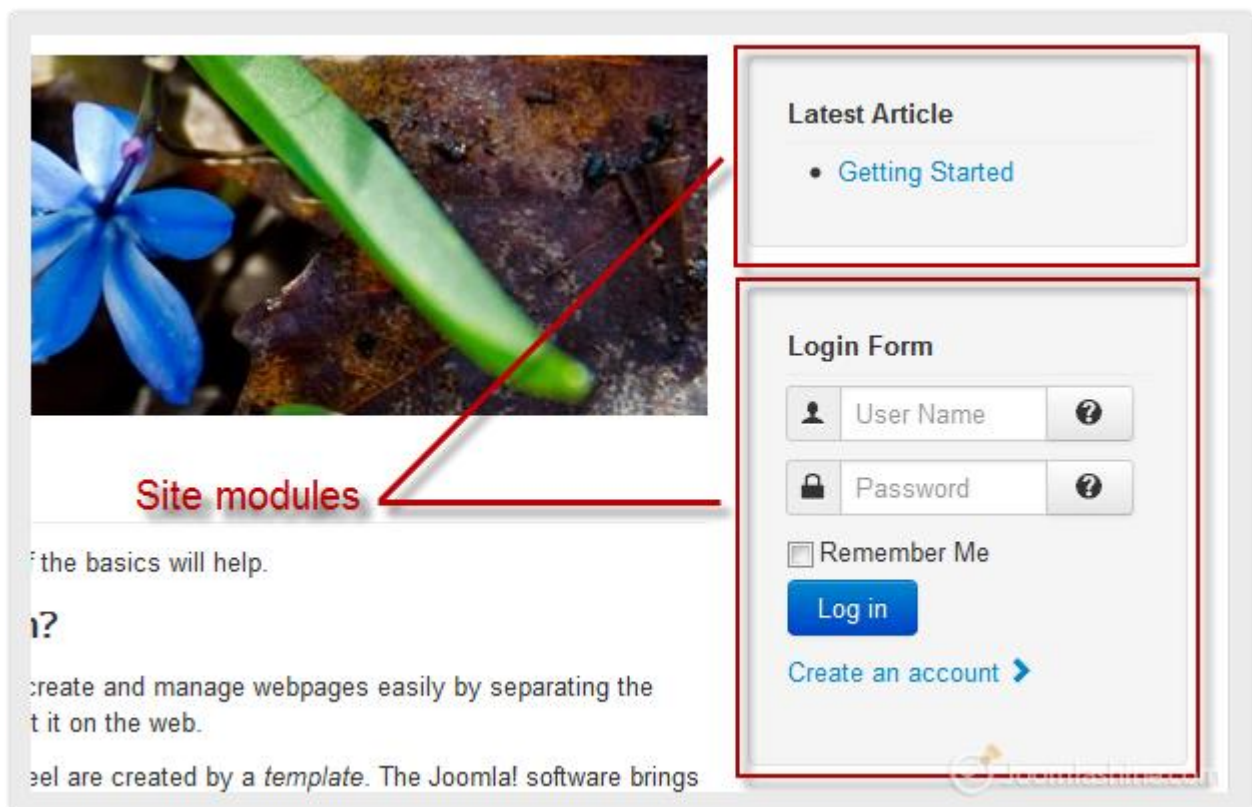 Latest Article
Getting Started
Login Form
User Name
Password
Remember Me
Log in
Create an account
Site modules
f the basics will help.
n?
create and manage webpages easily by separating the
t it on the web.
eel are created by a template. The Joomla! software brings
Joomlashine.com